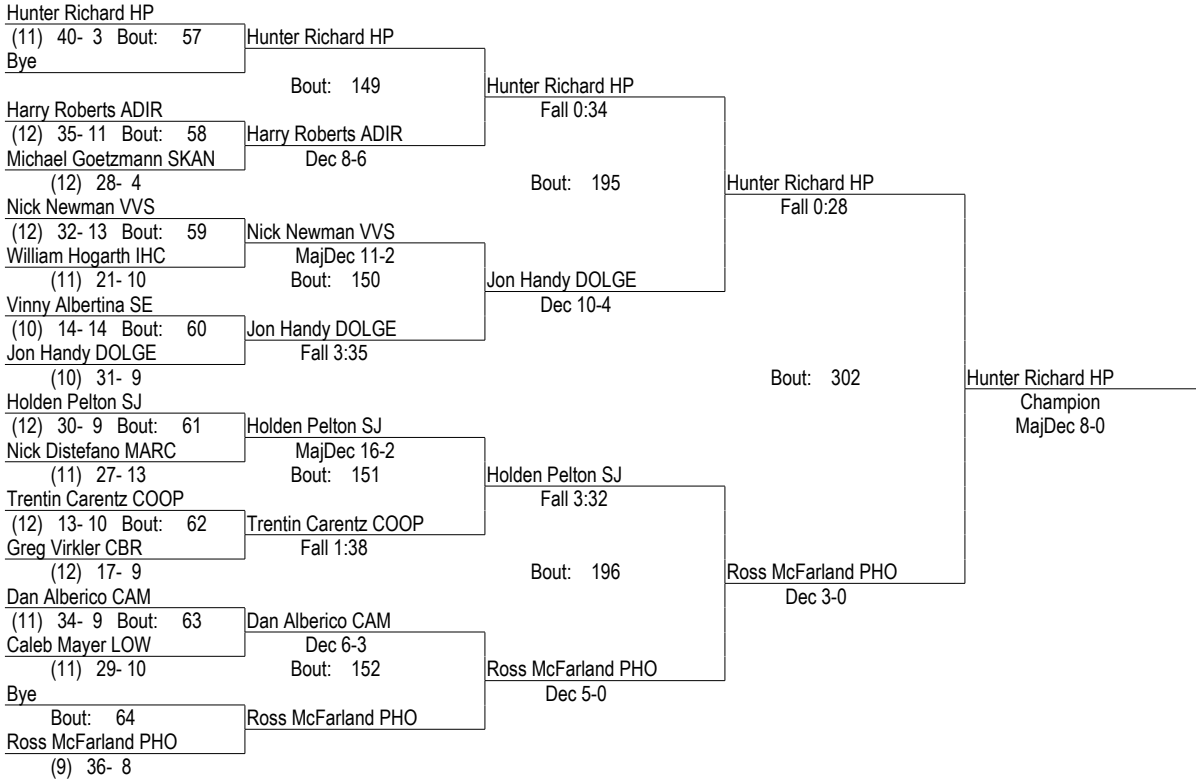 Hunter Richard HP
(11) 40- 3 Bout: 57 Hunter Richard HP
Bye
Bout: 149 Hunter Richard HP
Harry Roberts ADIR Fall 0:34
(12) 35- 11 Bout: 58 Harry Roberts ADIR
Michael Goetzmann SKAN Dec 8-6
(12) 28- 4 Bout: 195 Hunter Richard HP
Nick Newman VVS Fall 0:28
(12) 32- 13 Bout: 59 Nick Newman VVS
William Hogarth IHC MajDec 11-2
(11) 21- 10 Bout: 150 Jon Handy DOLGE
Vinny Albertina SE Dec 10-4
(10) 14- 14 Bout: 60 Jon Handy DOLGE
Jon Handy DOLGE Fall 3:35
(10) 31- 9 Bout: 302 Hunter Richard HP
Holden Pelton SJ Champion
(12) 30- 9 Bout: 61 Holden Pelton SJ MajDec 8-0
Nick Distefano MARC MajDec 16-2
(11) 27- 13 Bout: 151 Holden Pelton SJ
Trentin Carentz COOP Fall 3:32
(12) 13- 10 Bout: 62 Trentin Carentz COOP
Greg Virkler CBR Fall 1:38
(12) 17- 9 Bout: 196 Ross McFarland PHO
Dan Alberico CAM Dec 3-0
(11) 34- 9 Bout: 63 Dan Alberico CAM
Caleb Mayer LOW Dec 6-3
(11) 29- 10 Bout: 152 Ross McFarland PHO
Bye Dec 5-0
Bout: 64 Ross McFarland PHO
Ross McFarland PHO
(9) 36- 8